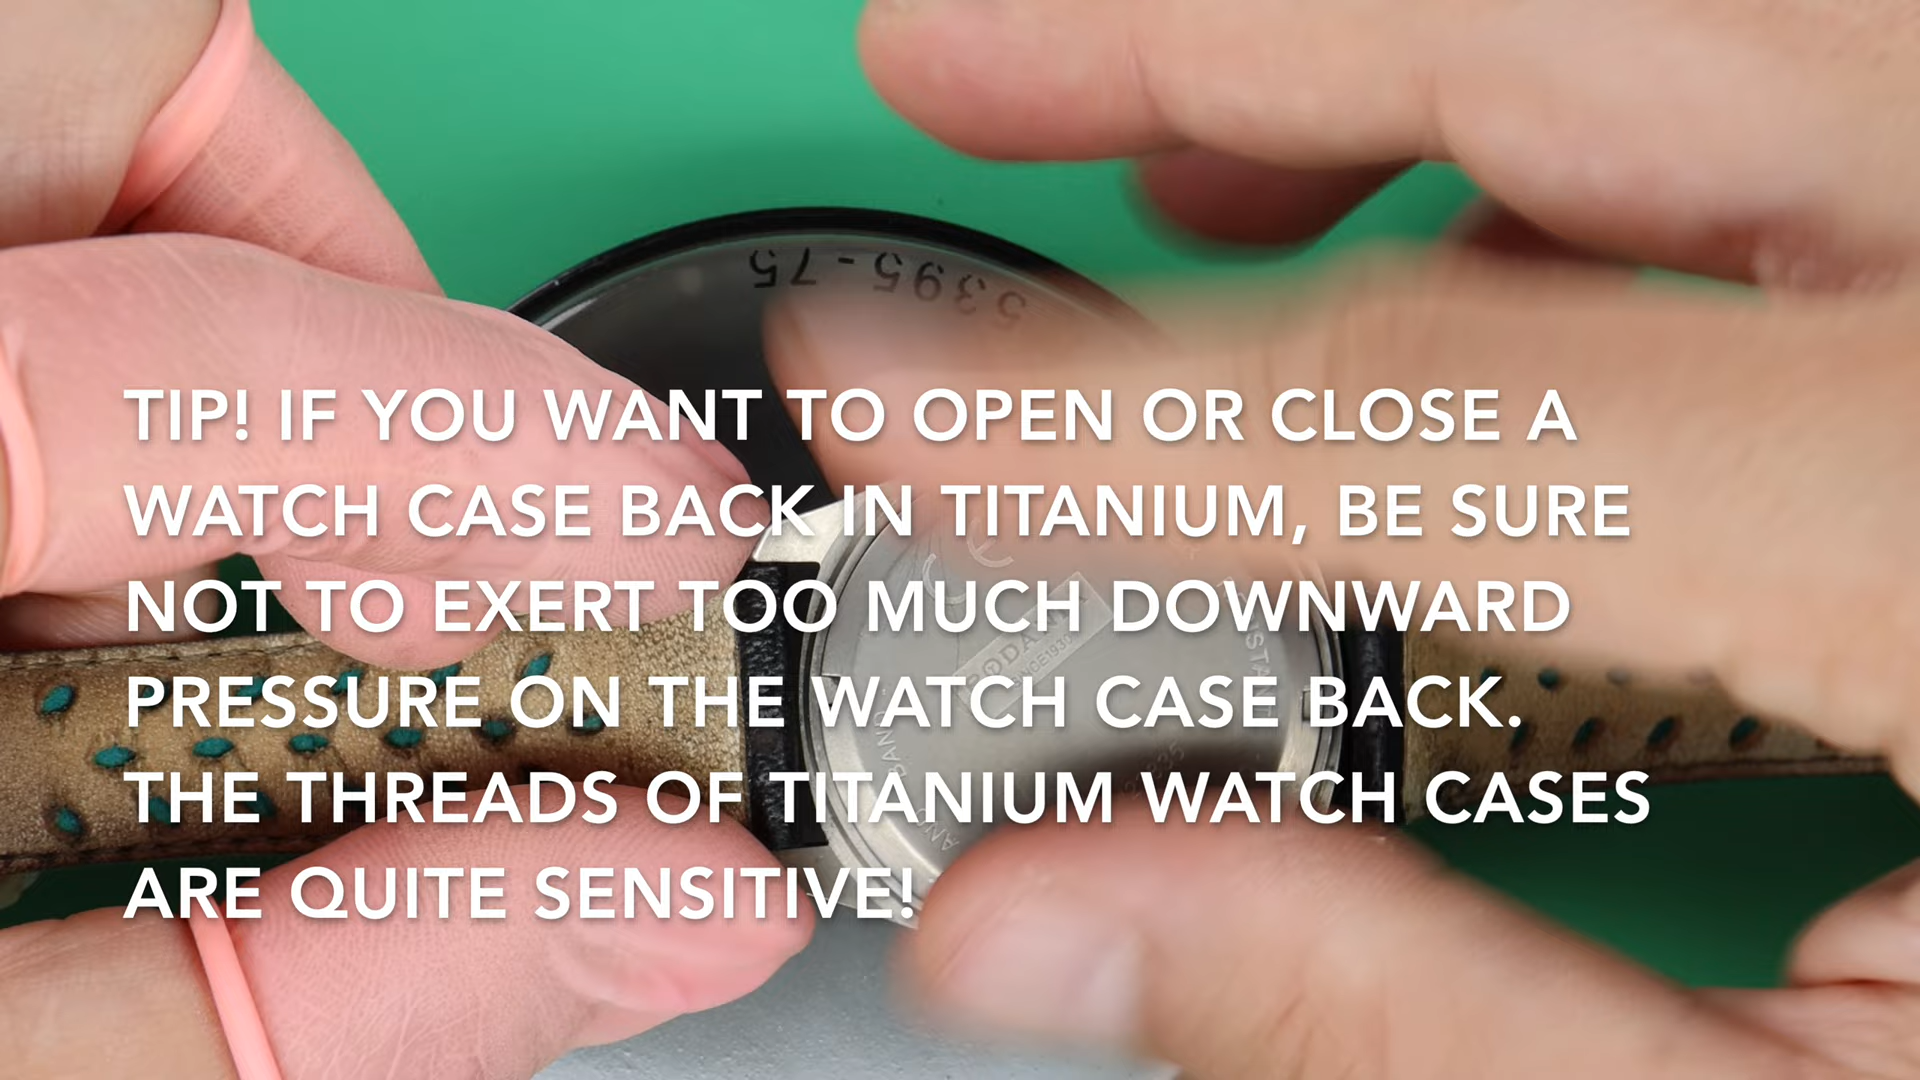 5395-75
TIP! IF YOU WANT TO OPEN OR CLOSE A
WATCH CASE BACK IN TITANIUM, BE SURE
NOT TO EXERT TOO MUCH DOWNWARD
PRESSURE ON THE WATCH CASE BACK.
THE THREADS OF TITANIUM WATCH CASES
ARE QUITE SENSITIVE!
CE